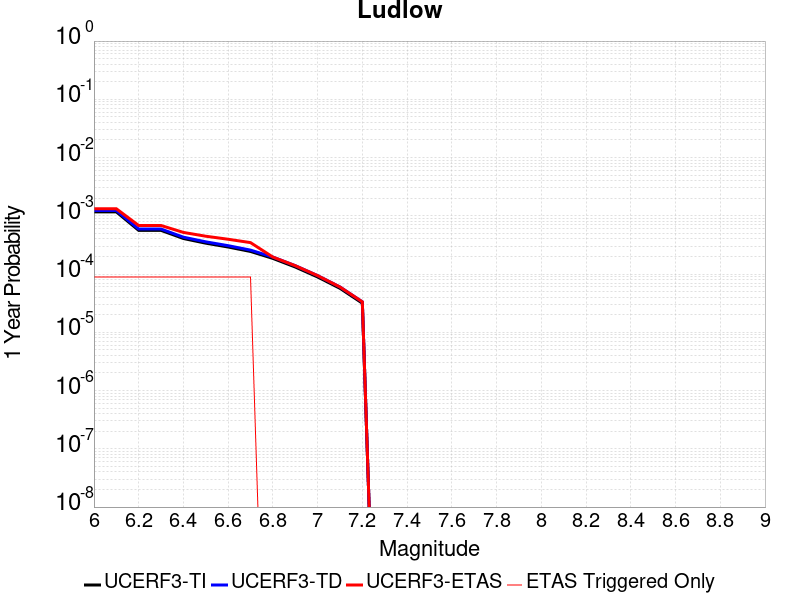 Ludlow
1 Year Probability
10^0
10^-1
10^-2
10^-3
10^-4
10^-5
10^-6
10^-7
10^-8
6 6.2 6.4 6.6 6.8 7 7.2 7.4 7.6 7.8 8 8.2 8.4 8.6 8.8 9
Magnitude
UCERF3-TI UCERF3-TD UCERF3-ETAS ETAS Triggered Only